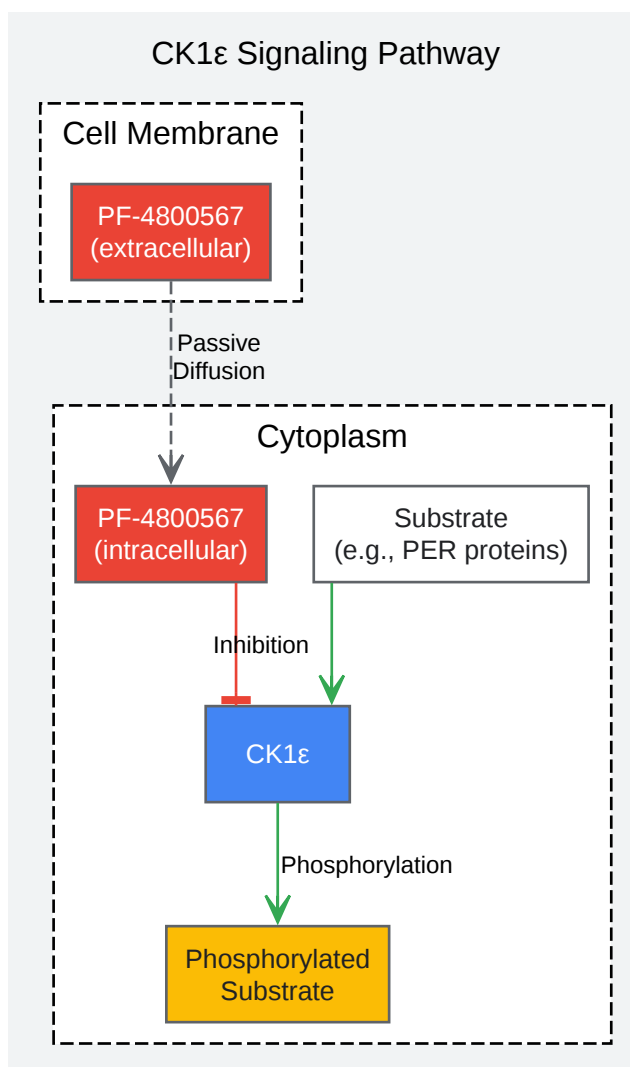 CK1ε Signaling Pathway
Cell Membrane
PF-4800567
(extracellular)
Passive
Diffusion
Cytoplasm
PF-4800567
(intracellular)
Substrate
(e.g., PER proteins)
Inhibition
CK1ε
Phosphorylation
Phosphorylated
Substrate